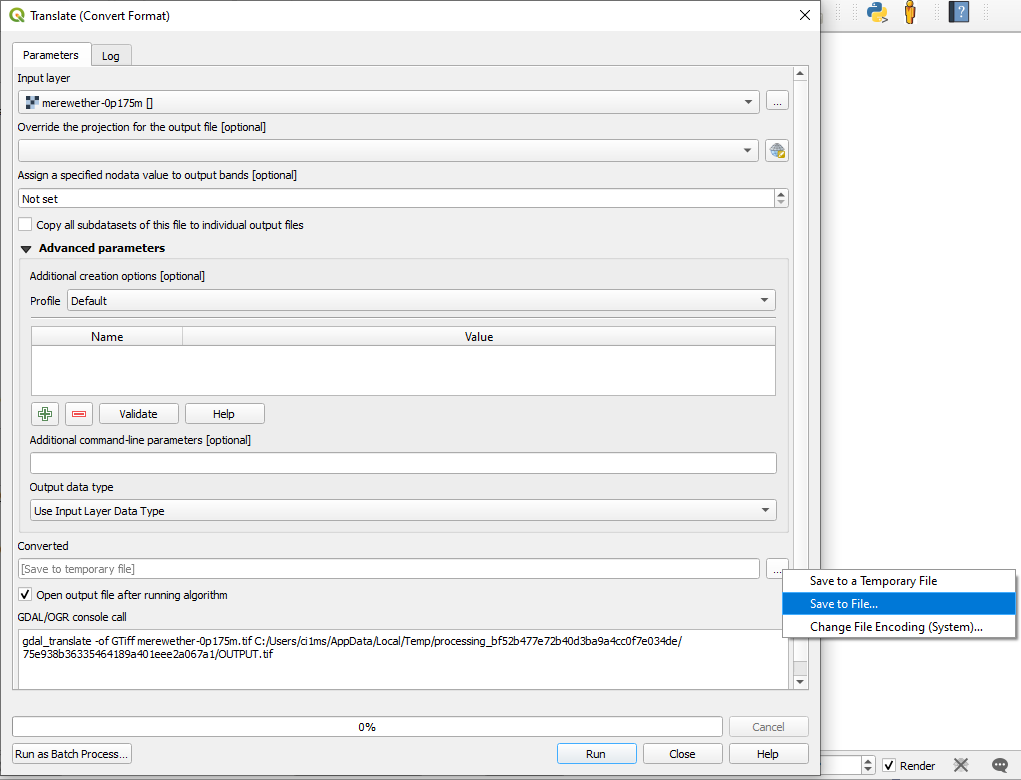 Translate (Convert Format)
Parameters
Log
Input layer
merewether-0p175m []
...
Override the projection for the output file [optional]
Assign a specified nodata value to output bands [optional]
Not set
Copy all subdatasets of this file to individual output files
Advanced parameters
Additional creation options [optional]
Profile
Default
Name
Value
Validate
Help
Additional command-line parameters [optional]
Output data type
Use Input Layer Data Type
Converted
[Save to temporary file]
...
Save to a Temporary File
Save to File...
Change File Encoding (System)...
Open output file after running algorithm
GDAL/OGR console call
gdal_translate -of GTiff merewether-0p175m.tif C:/Users/ci1ms/AppData/Local/Temp/processing_bf52b477e72b40d3ba9a4cc0f7e034de/
75e938b36335464189a401eee2a067a1/OUTPUT.tif
0%
Cancel
Run as Batch Process...
Run
Close
Help
Render